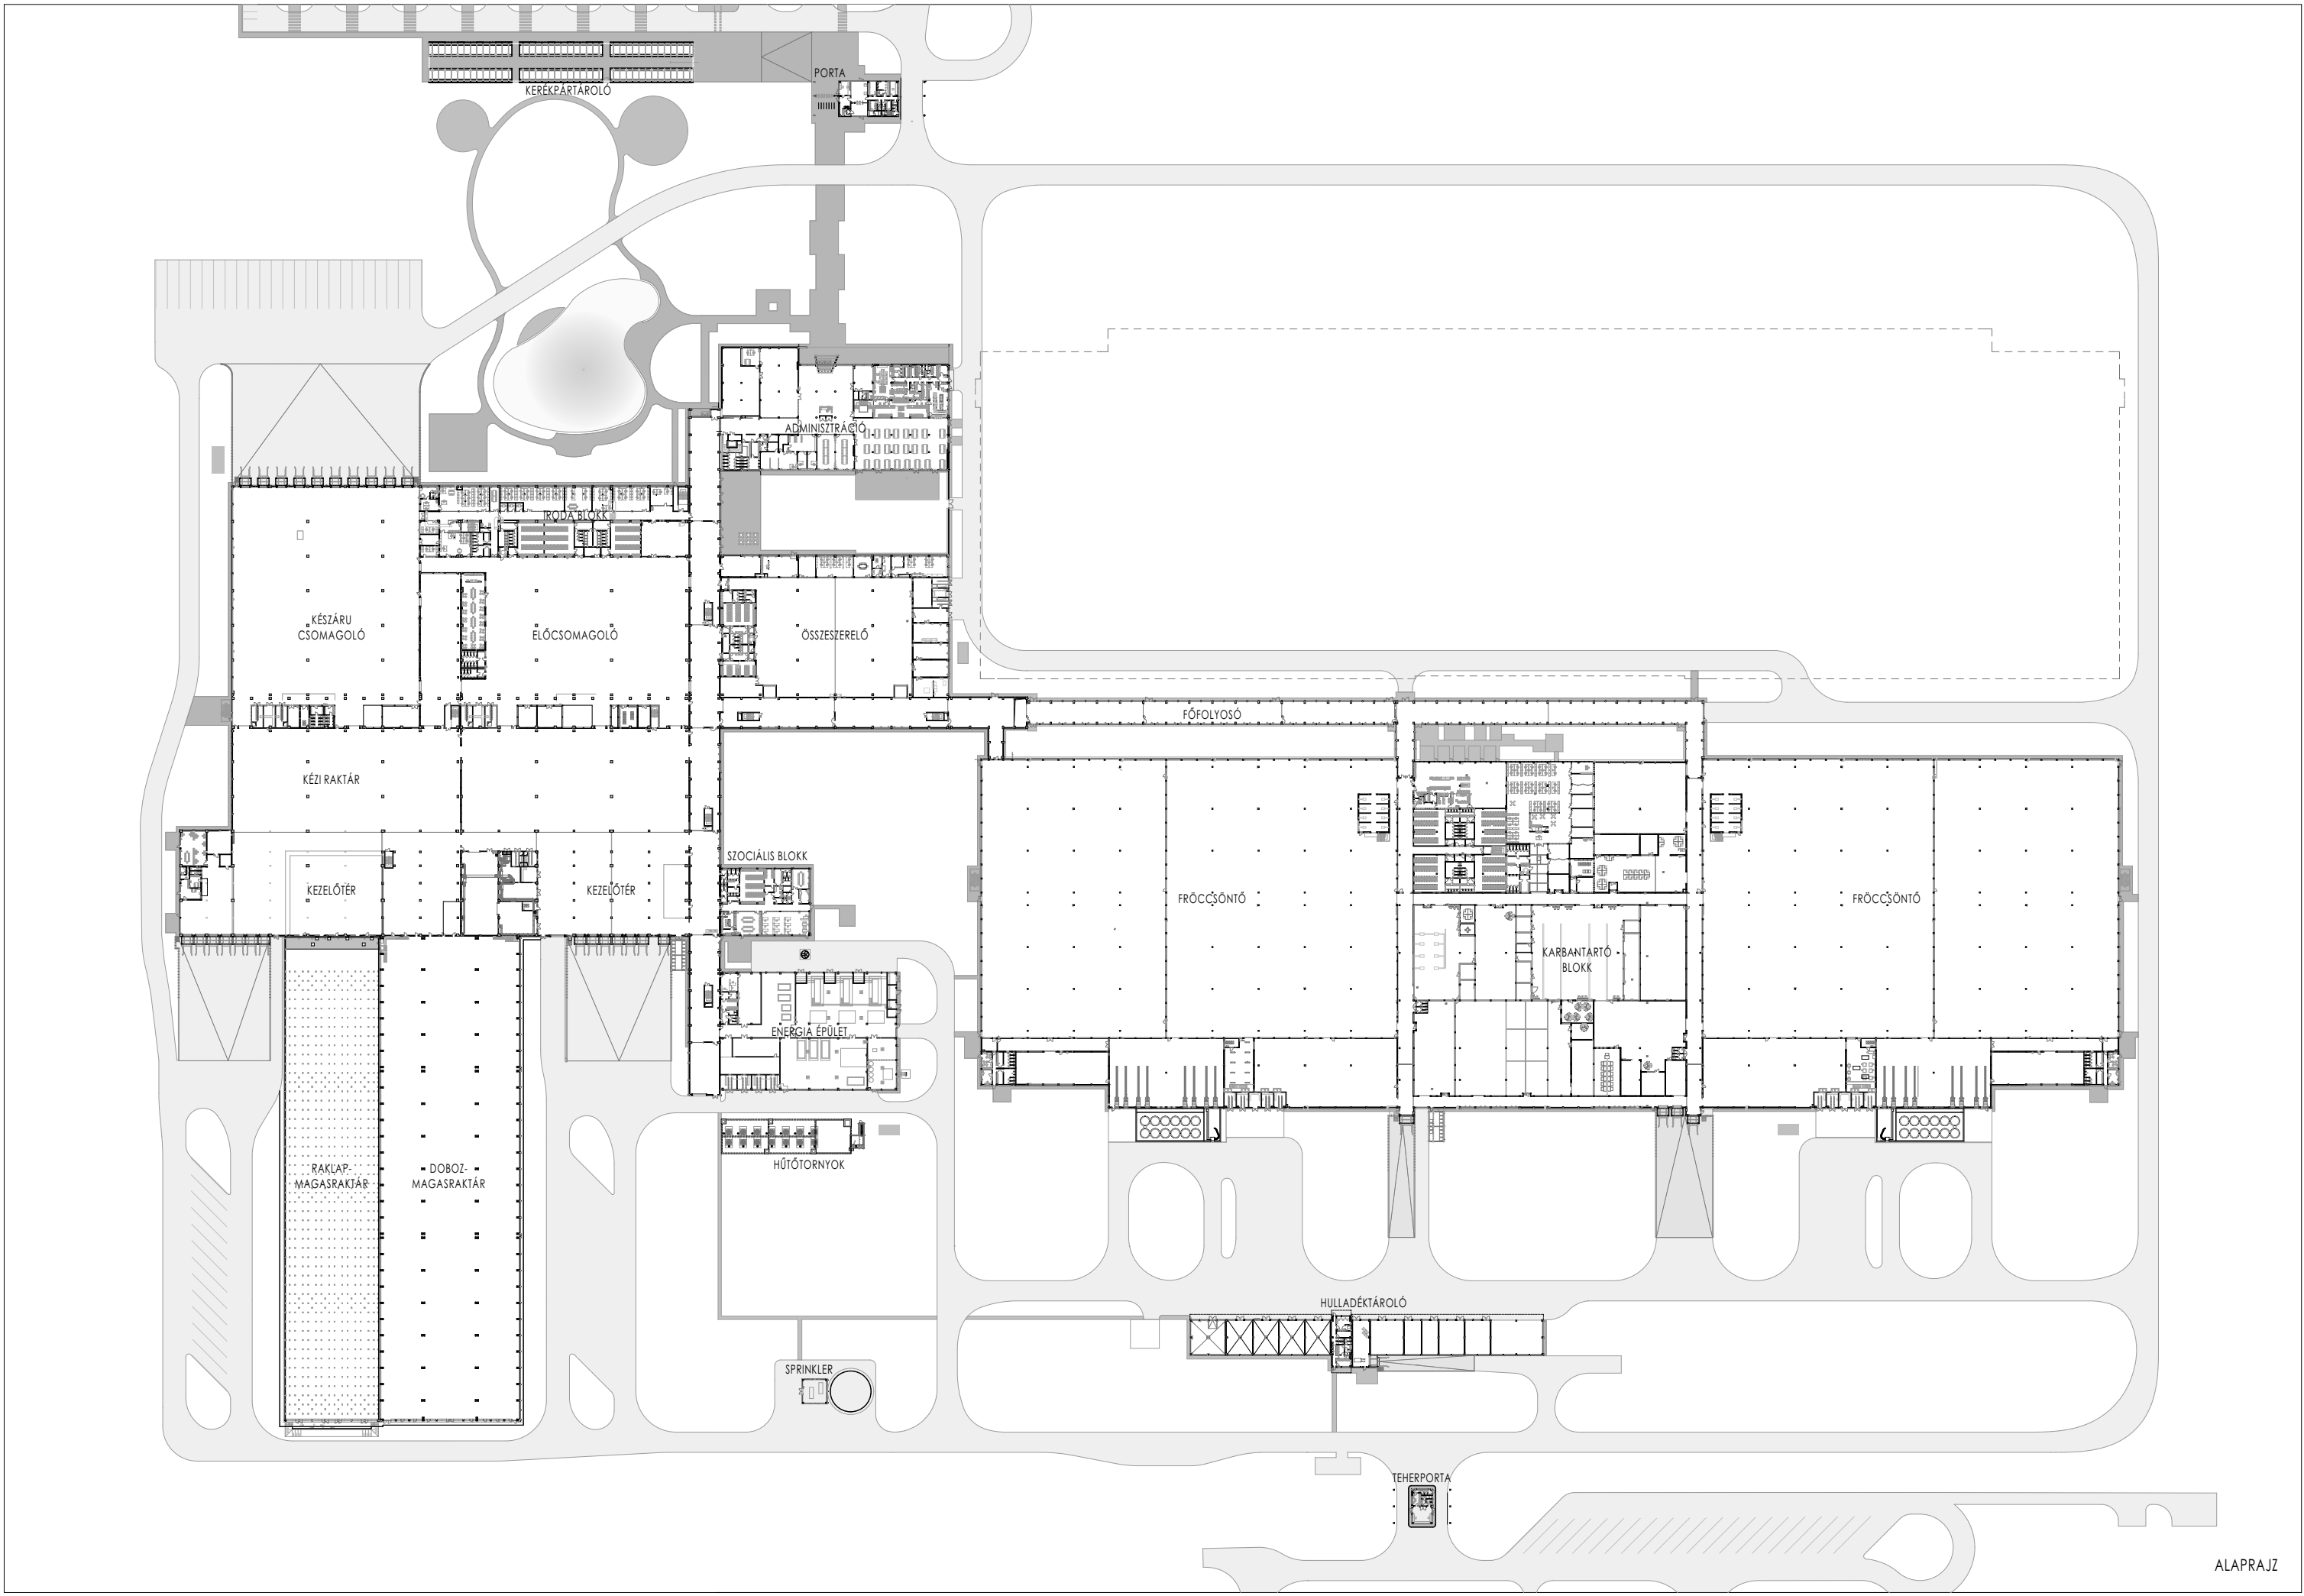 PORTA
KERÉKPÁRTÁROLÓ
ADMINISZTRÁCIÓ
IRODA BLOKK
KÉSZÁRU
CSOMAGOLÓ
ELŐCSOMAGOLÓ
ÖSSZESZERELŐ
FŐFOLYOSÓ
KÉZI RAKTÁR
SZOCIÁLIS BLOKK
KEZELŐTÉR
KEZELŐTÉR
FRÖCCSÖNTŐ
FRÖCCSÖNTŐ
KARBANTARTÓ
BLOKK
ENERGIA ÉPÜLET
HŰTŐTORNYOK
RAKLAP-
MAGASRAKTÁR
DOBOZ-
MAGASRAKTÁR
HULLADÉKTÁROLÓ
SPRINKLER
TEHERPORTA
ALAPRAJZ